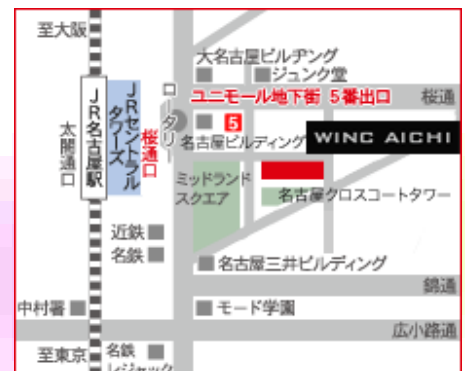 至大阪
大名古屋ビルヂング
ジュンク堂
ユニモール地下街 5番出口
桜通
ロータリー
JRセントラルタワーズ
JR名古屋駅
太閤通口
桜通口
5
名古屋ビルディング
WINC AICHI
ミッドランド
スクエア
名古屋クロスコートタワー
近鉄
名鉄
名古屋三井ビルディング
錦通
中村署
モード学園
広小路通
至東京
名鉄
レジャック